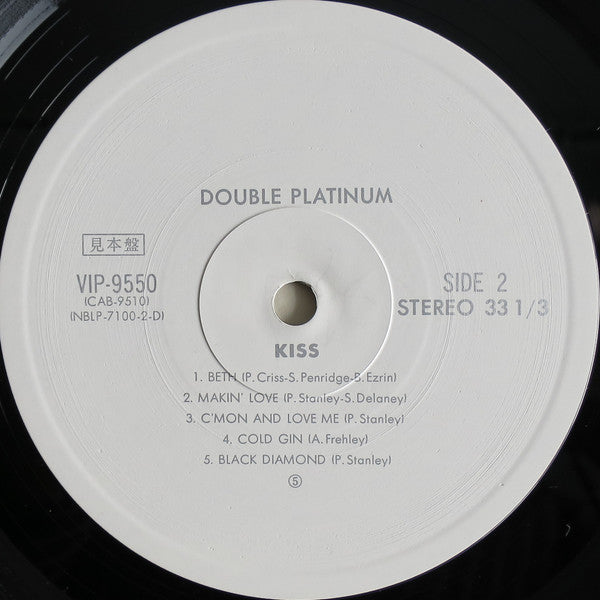 DOUBLE PLATINUM
見本盤
VIP-9550
(CAB-9510)
(NBLP-7100-2-D)
SIDE 2
STEREO 33 1/3
KISS
1. BETH (P. Criss-S. Penridge-B. Ezrin)
2. MAKIN' LOVE (P. Stanley-S. Delaney)
3. C'MON AND LOVE ME (P. Stanley)
4. COLD GIN (A. Frehley)
5. BLACK DIAMOND (P. Stanley)
⑤